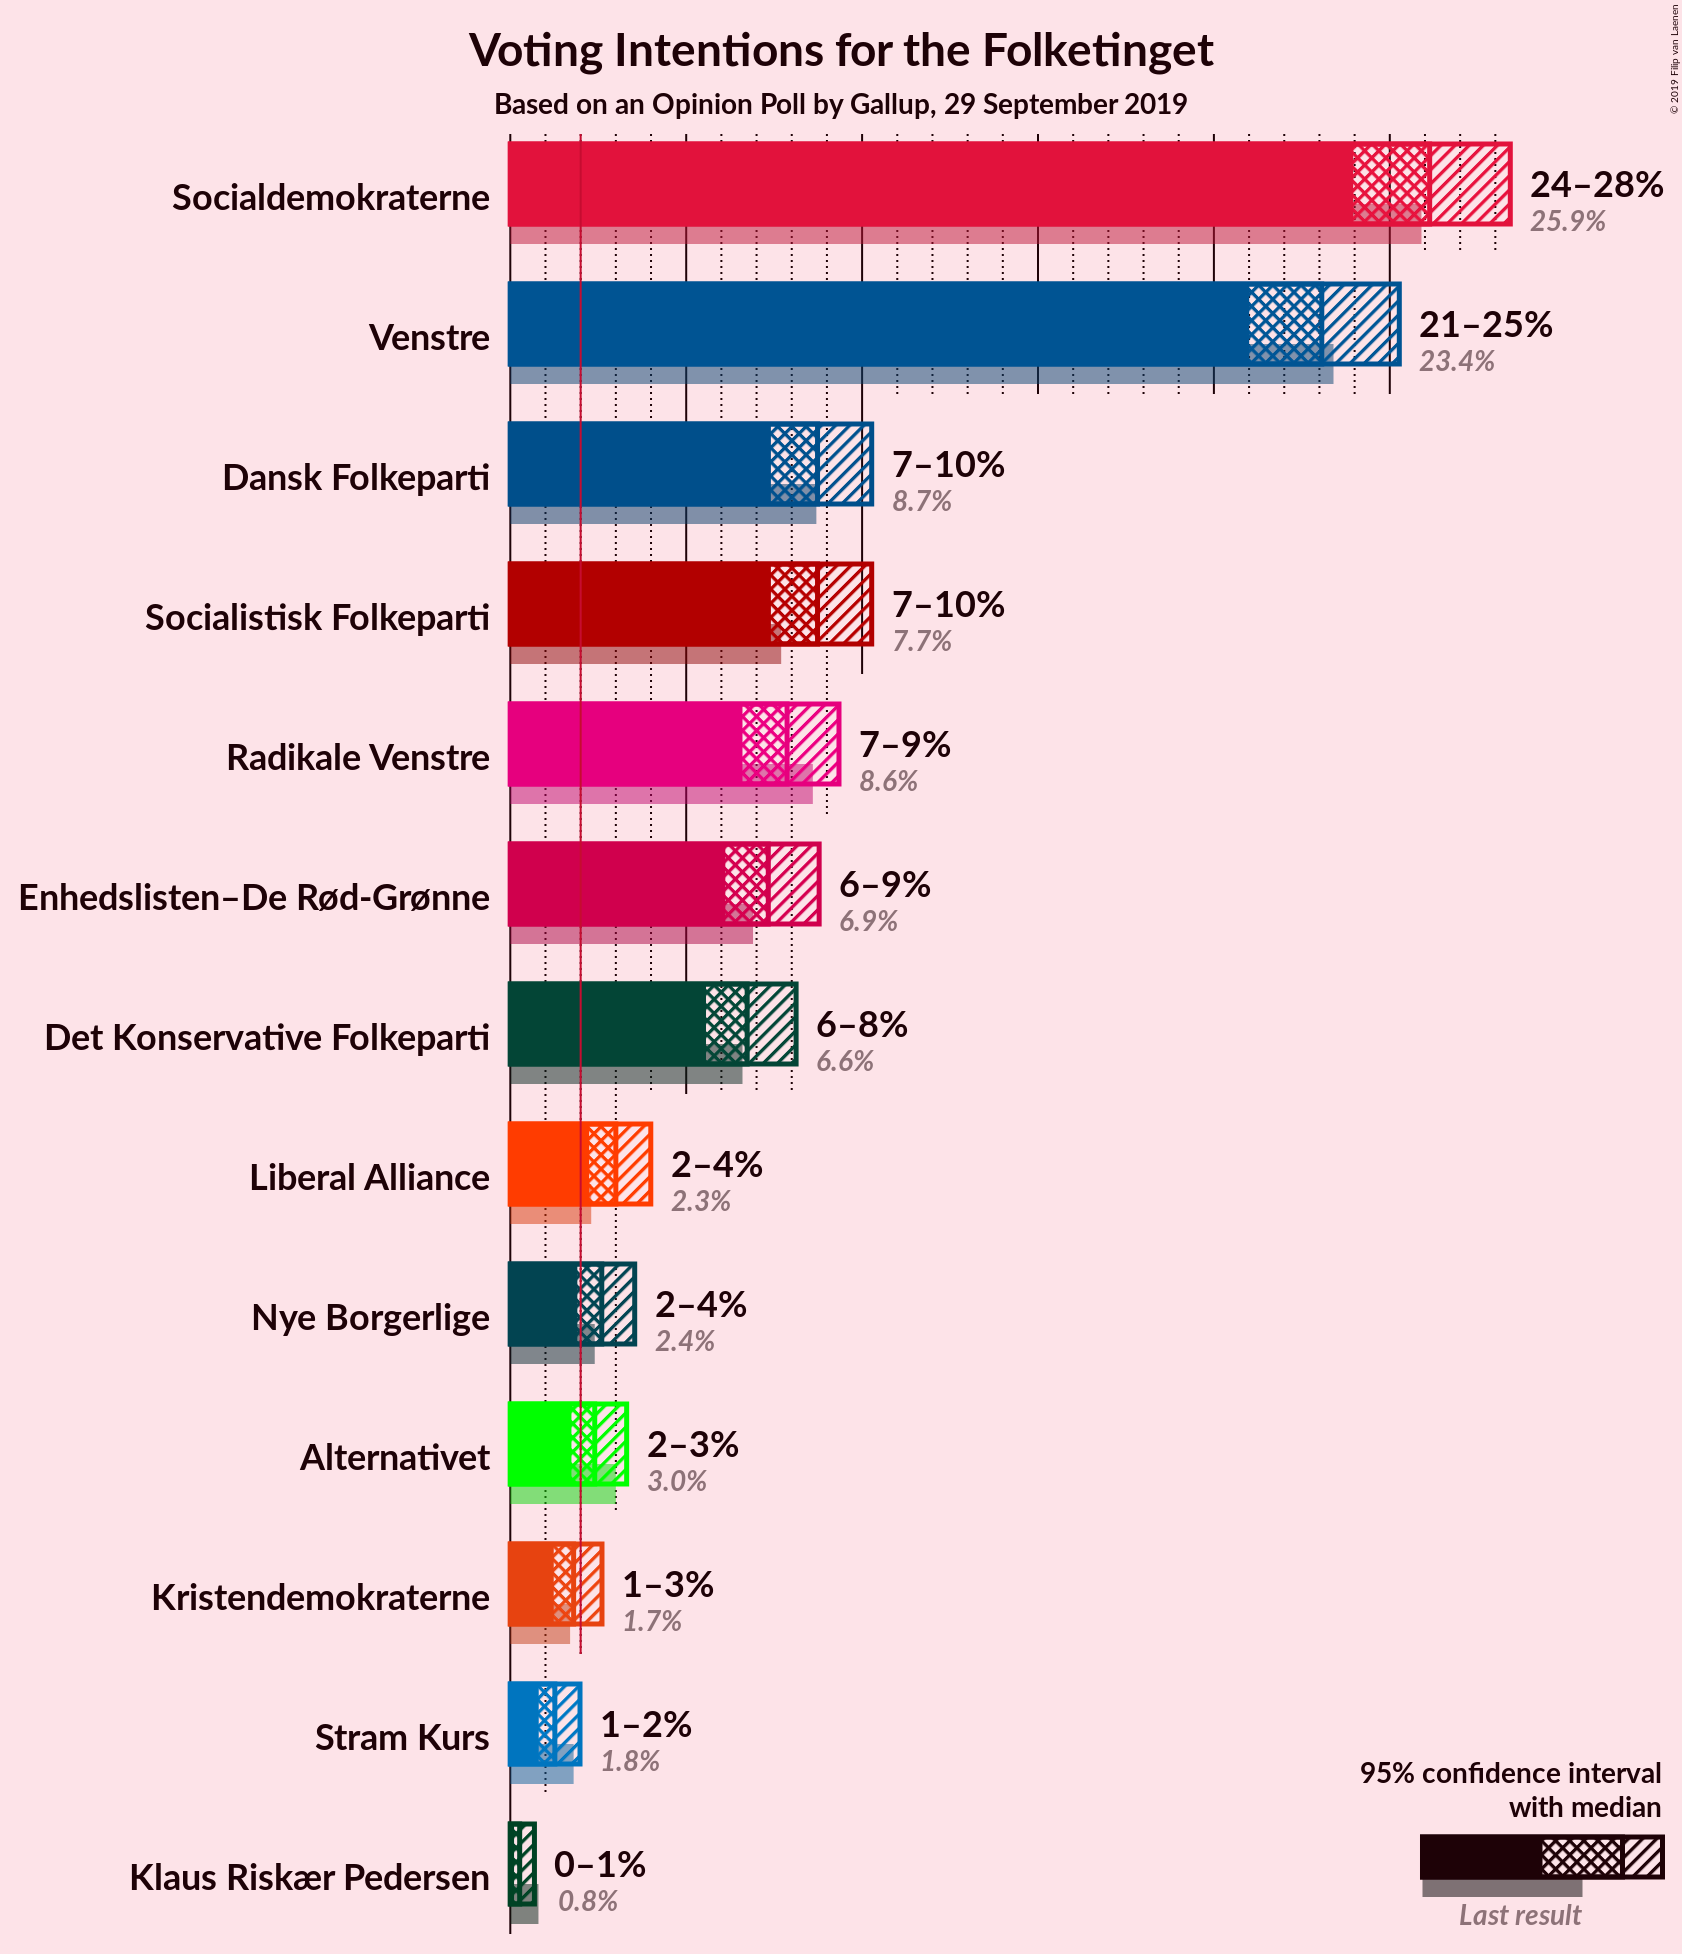 © 2019 Filip van Laenen
Voting Intentions for the Folketinget
Based on an Opinion Poll by Gallup, 29 September 2019
Socialdemokraterne
24–28%
25.9%
Venstre
21–25%
23.4%
Dansk Folkeparti
7–10%
8.7%
Socialistisk Folkeparti
7–10%
7.7%
Radikale Venstre
7–9%
8.6%
Enhedslisten–De Rød-Grønne
6–9%
6.9%
Det Konservative Folkeparti
6–8%
6.6%
Liberal Alliance
2–4%
2.3%
Nye Borgerlige
2–4%
2.4%
Alternativet
2–3%
3.0%
Kristendemokraterne
1–3%
1.7%
Stram Kurs
1–2%
1.8%
Klaus Riskær Pedersen
0–1%
0.8%
95% confidence interval
with median
Last result